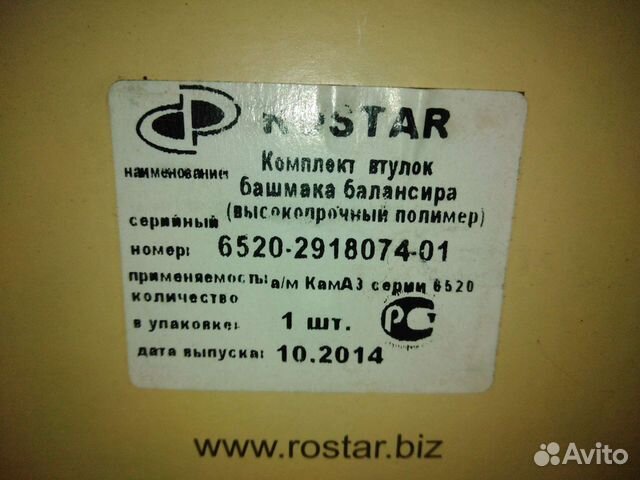 ROSTAR
наименование: Комплект втулок
башмака балансира
(высокопрочный полимер)
серийный
номер: 6520-2918074-01
применяемость: а/м КамАЗ серии 6520
количество
в упаковке: 1 шт. РС
дата выпуска: 10.2014
www.rostar.biz
Avito